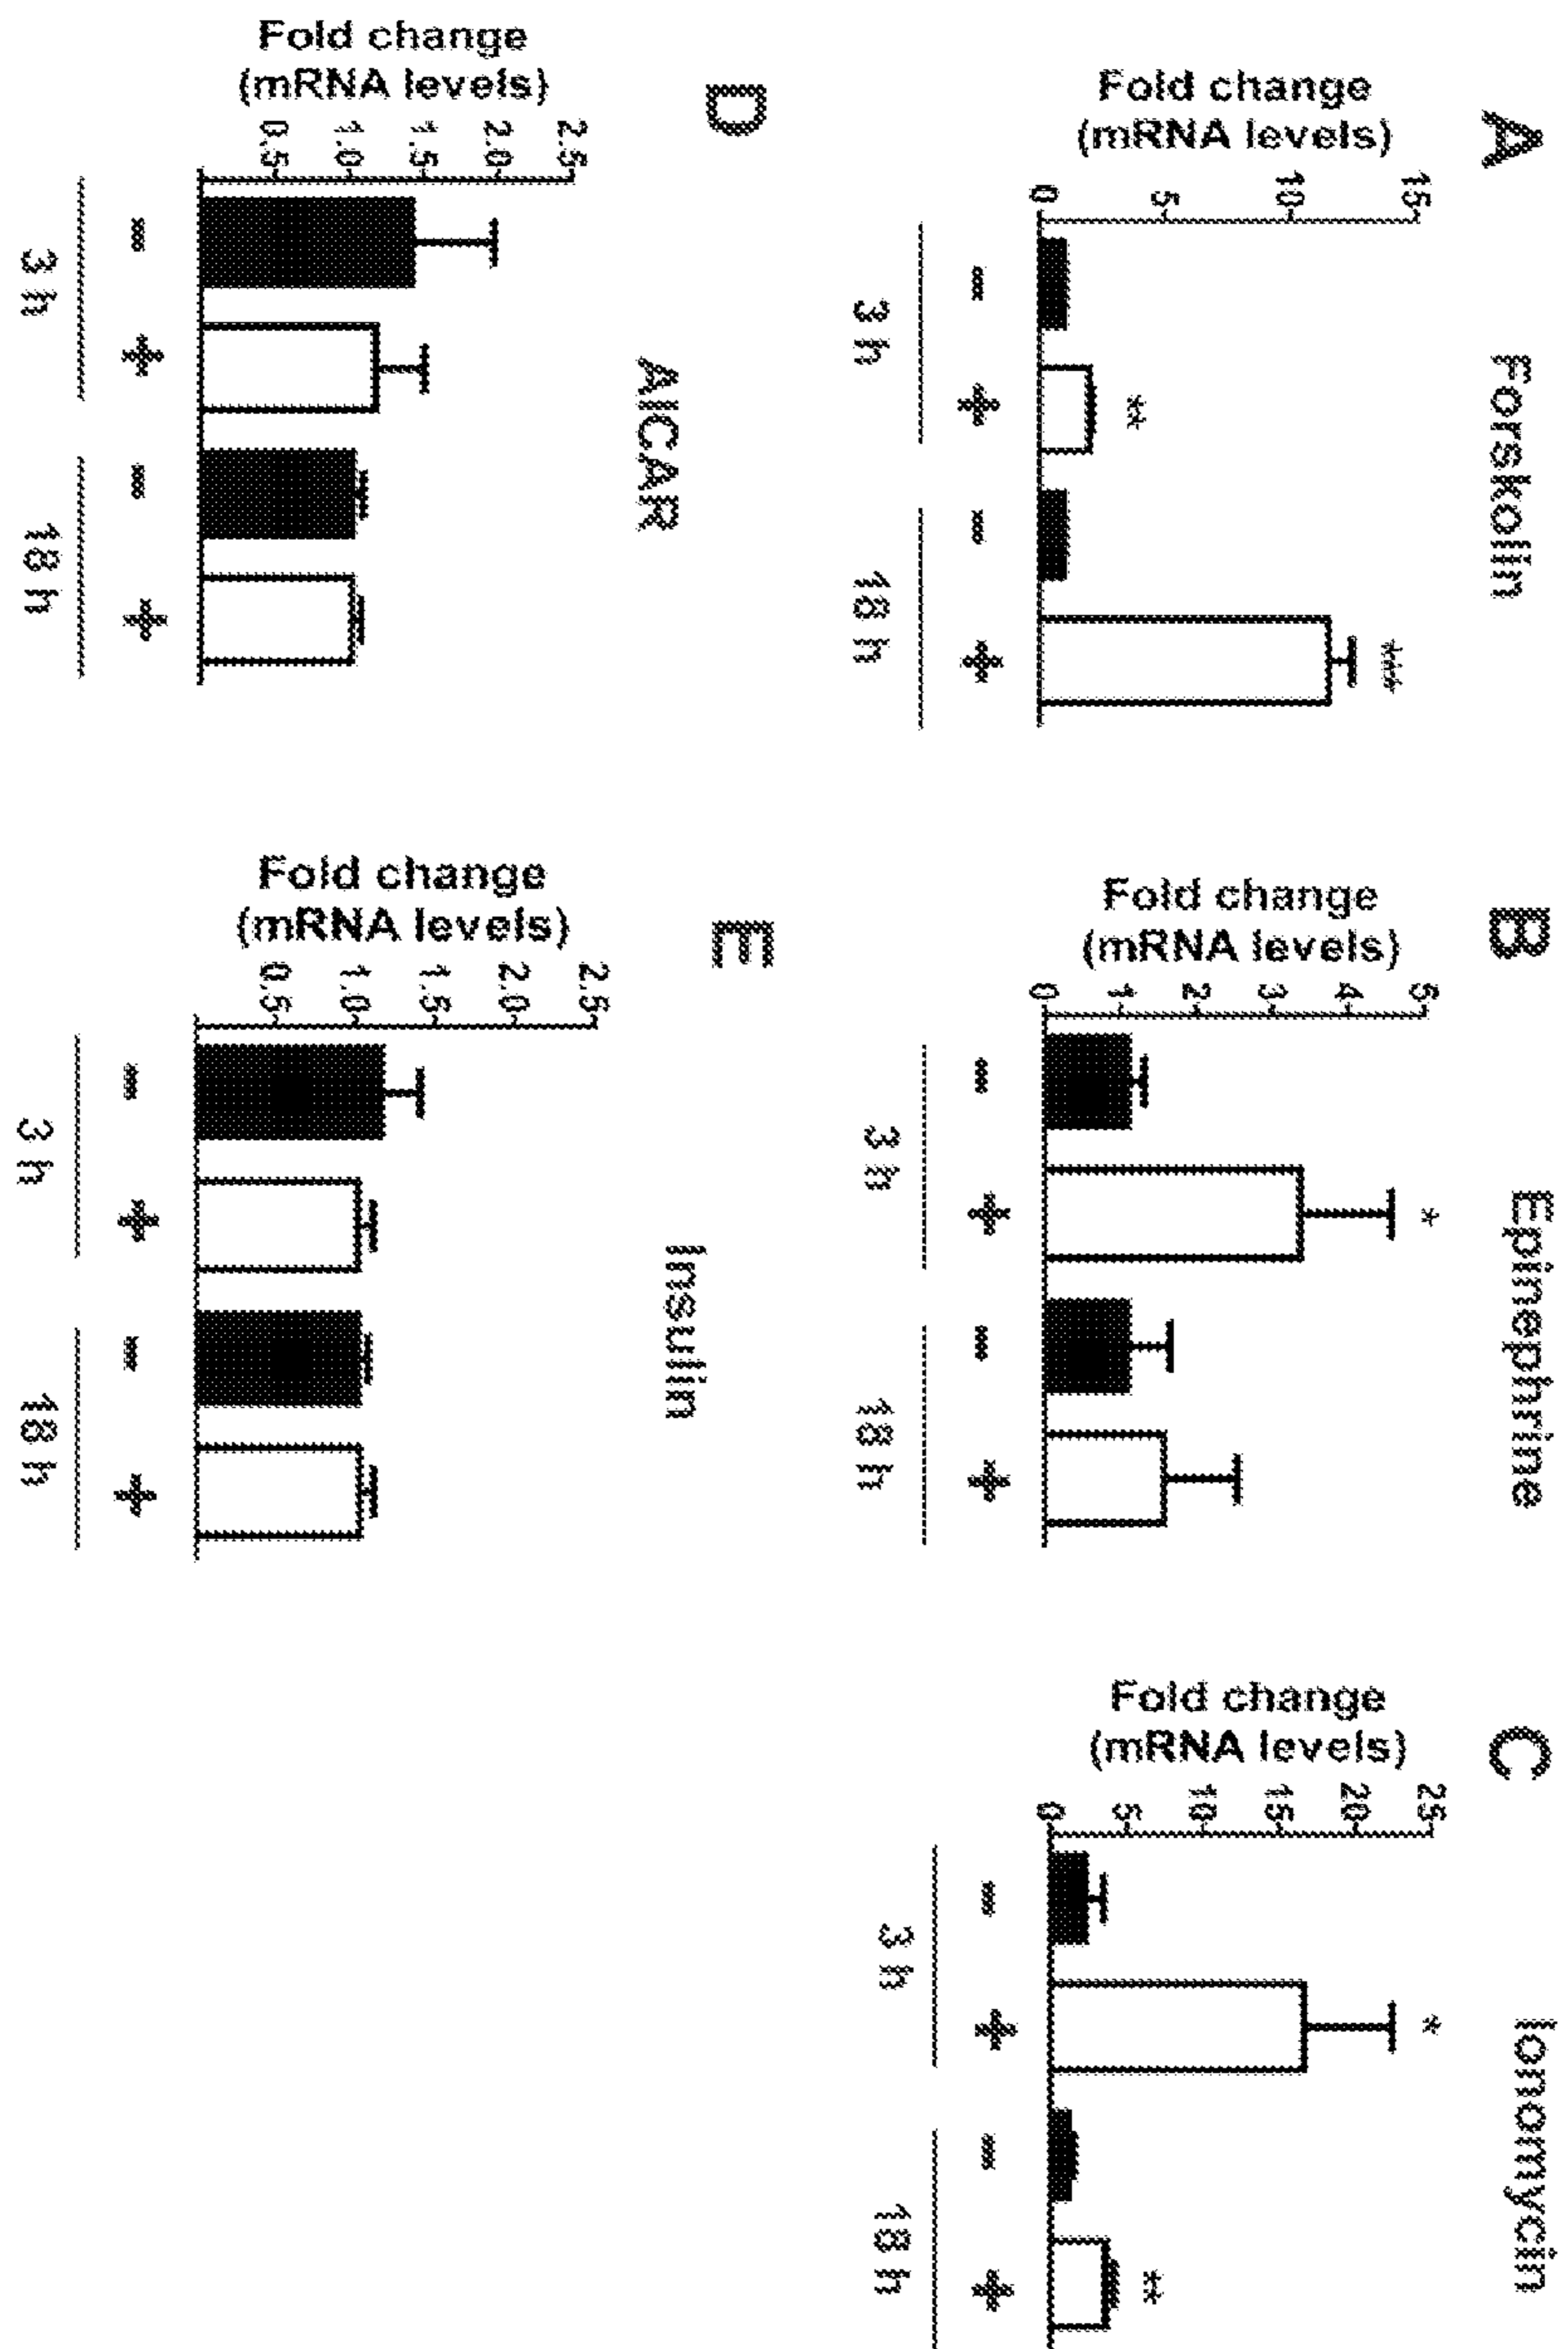 A
Forskolin
Fold change
(mRNA levels)
15
10
5
0
**
***
− + − +
3 h 18 h
B
Epinephrine
Fold change
(mRNA levels)
5
4
3
2
1
0
*
− + − +
3 h 18 h
C
Ionomycin
Fold change
(mRNA levels)
25
20
15
10
5
0
*
**
− + − +
3 h 18 h
D
AICAR
Fold change
(mRNA levels)
2.5
2.0
1.5
1.0
0.5
− + − +
3 h 18 h
E
Insulin
Fold change
(mRNA levels)
2.5
2.0
1.5
1.0
0.5
− + − +
3 h 18 h